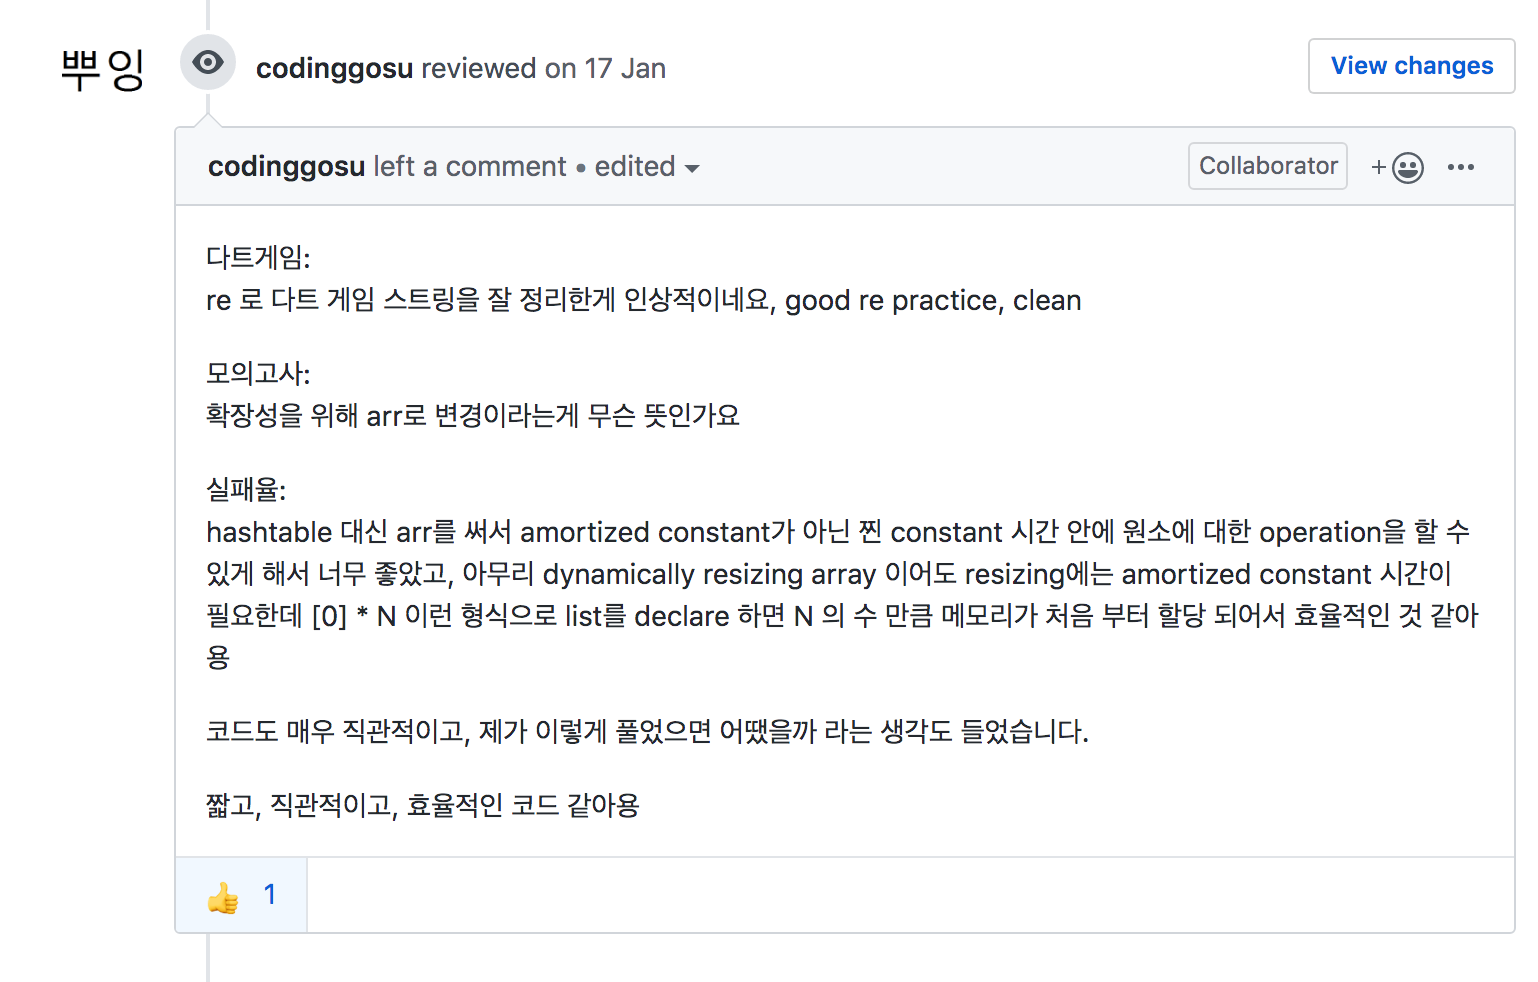 뿌잉
codinggosu reviewed on 17 Jan
View changes
codinggosu left a comment • edited
Collaborator
+
다트게임:
re 로 다트 게임 스트링을 잘 정리한게 인상적이네요, good re practice, clean
모의고사:
확장성을 위해 arr로 변경이라는게 무슨 뜻인가요
실패율:
hashtable 대신 arr를 써서 amortized constant가 아닌 찐 constant 시간 안에 원소에 대한 operation을 할 수
있게 해서 너무 좋았고, 아무리 dynamically resizing array 이어도 resizing에는 amortized constant 시간이
필요한데 [0] * N 이런 형식으로 list를 declare 하면 N 의 수 만큼 메모리가 처음 부터 할당 되어서 효율적인 것 같아
용
코드도 매우 직관적이고, 제가 이렇게 풀었으면 어땠을까 라는 생각도 들었습니다.
짧고, 직관적이고, 효율적인 코드 같아용
👍 1